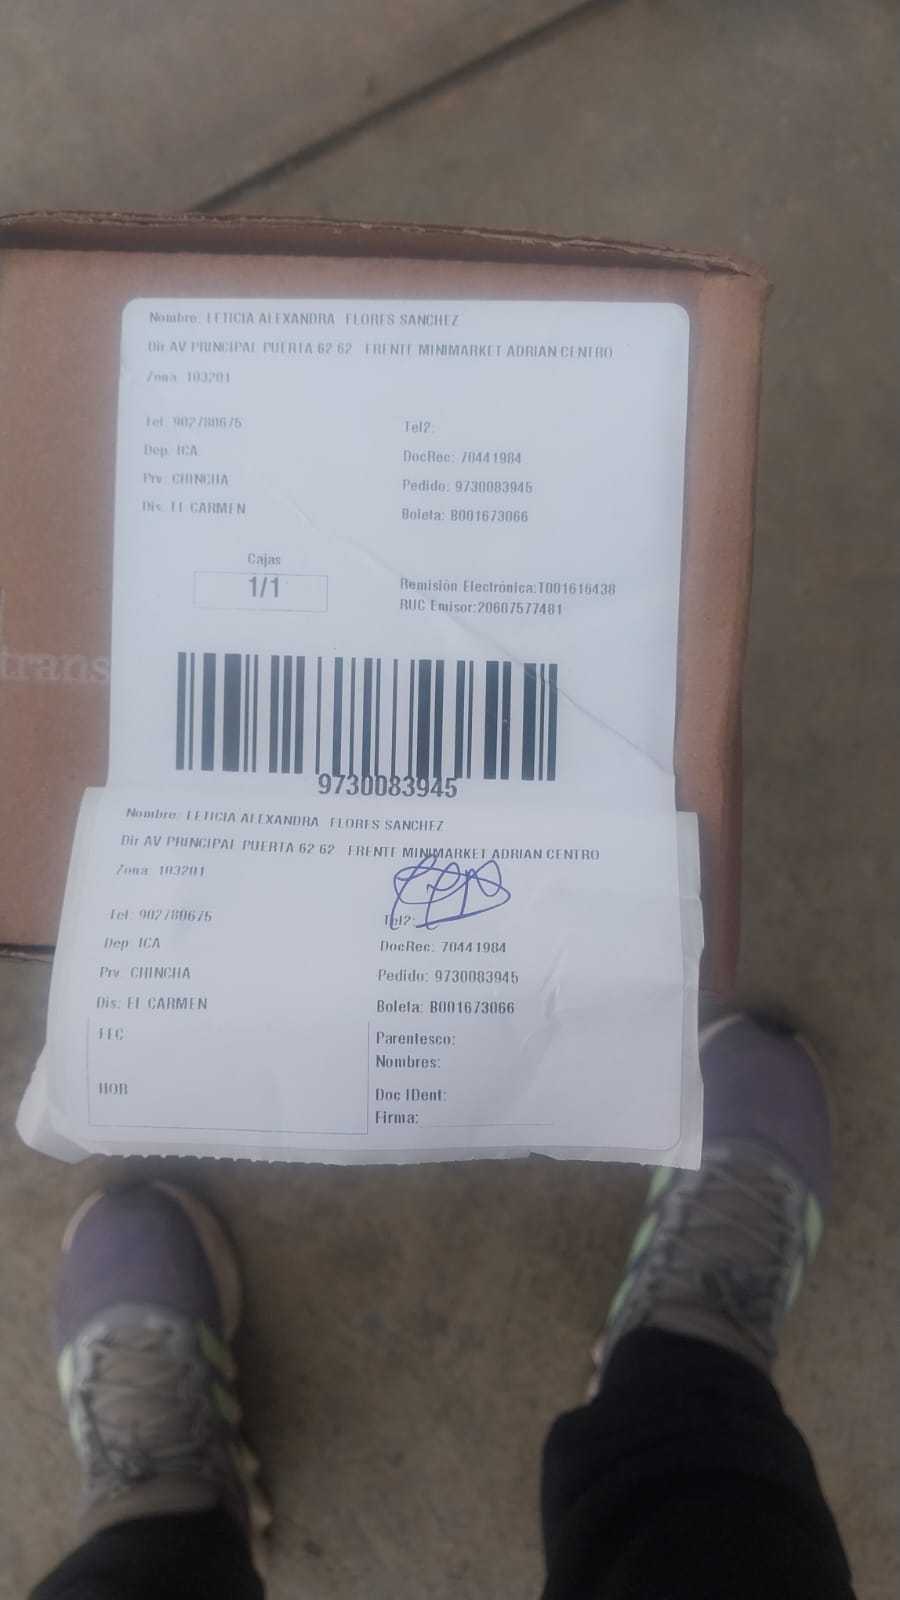 Nombre: LETICIA ALEXANDRA FLORES SANCHEZ
Dir AV PRINCIPAL PUERTA 62 62 FRENTE MINIMARKET ADRIAN CENTRO
Zona: 103201
Tel: 902780675 Tel2:
Dep. ICA DocRec: 70441984
Prv: CHINCHA Pedido: 9730083945
Dis: EL CARMEN Boleta: B001673066
Cajas
1/1
Remisión Electrónica:T001616438
RUC Emisor:20607577481
trans
9730083945
Nombre: LETICIA ALEXANDRA FLORES SANCHEZ
Dir AV PRINCIPAL PUERTA 62 62 FRENTE MINIMARKET ADRIAN CENTRO
Zona: 103201
Tel: 902780675 Tel2:
Dep ICA DocRec: 70441984
Prv: CHINCHA Pedido: 9730083945
Dis: EL CARMEN Boleta: B001673066
FEC Parentesco:
Nombres:
HOR Doc IDent:
Firma: